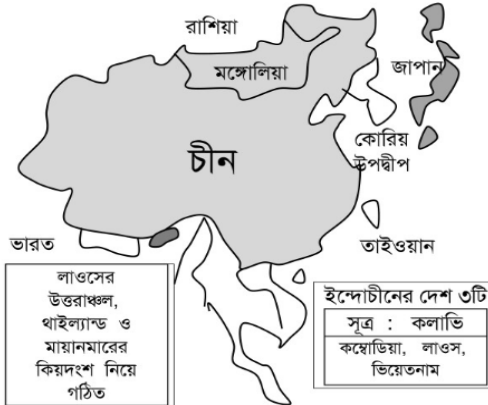 রাশিয়া
মঙ্গোলিয়া
জাপান
চীন
কোরিয়
উপদ্বীপ
ভারত
তাইওয়ান
লাওসের
উত্তরাঞ্চল,
থাইল্যান্ড ও
মায়ানমারের
কিয়দংশ নিয়ে
গঠিত
ইন্দোচীনের দেশ ৩টি
সূত্র : কলাভি
কম্বোডিয়া, লাওস,
ভিয়েতনাম